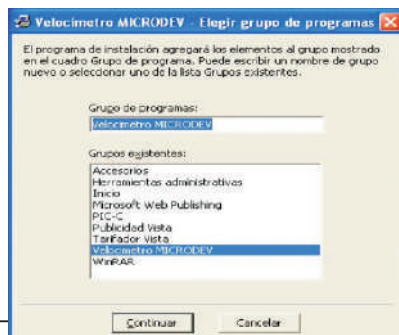 Velocímetro MICRODEV - Elegir grupo de programas
El programa de instalación agregará los elementos al grupo mostrado
en el cuadro Grupo de programa. Puede escribir un nombre de grupo
nuevo o seleccionar uno de la lista Grupos existentes.
Grupo de programas:
Velocímetro MICRODEV
Grupos existentes:
Accesorios
Herramientas administrativas
Inicio
Microsoft Web Publishing
PIC-C
Publicidad Vista
Tarifador Vista
Velocímetro MICRODEV
WinRAR
Continuar
Cancelar